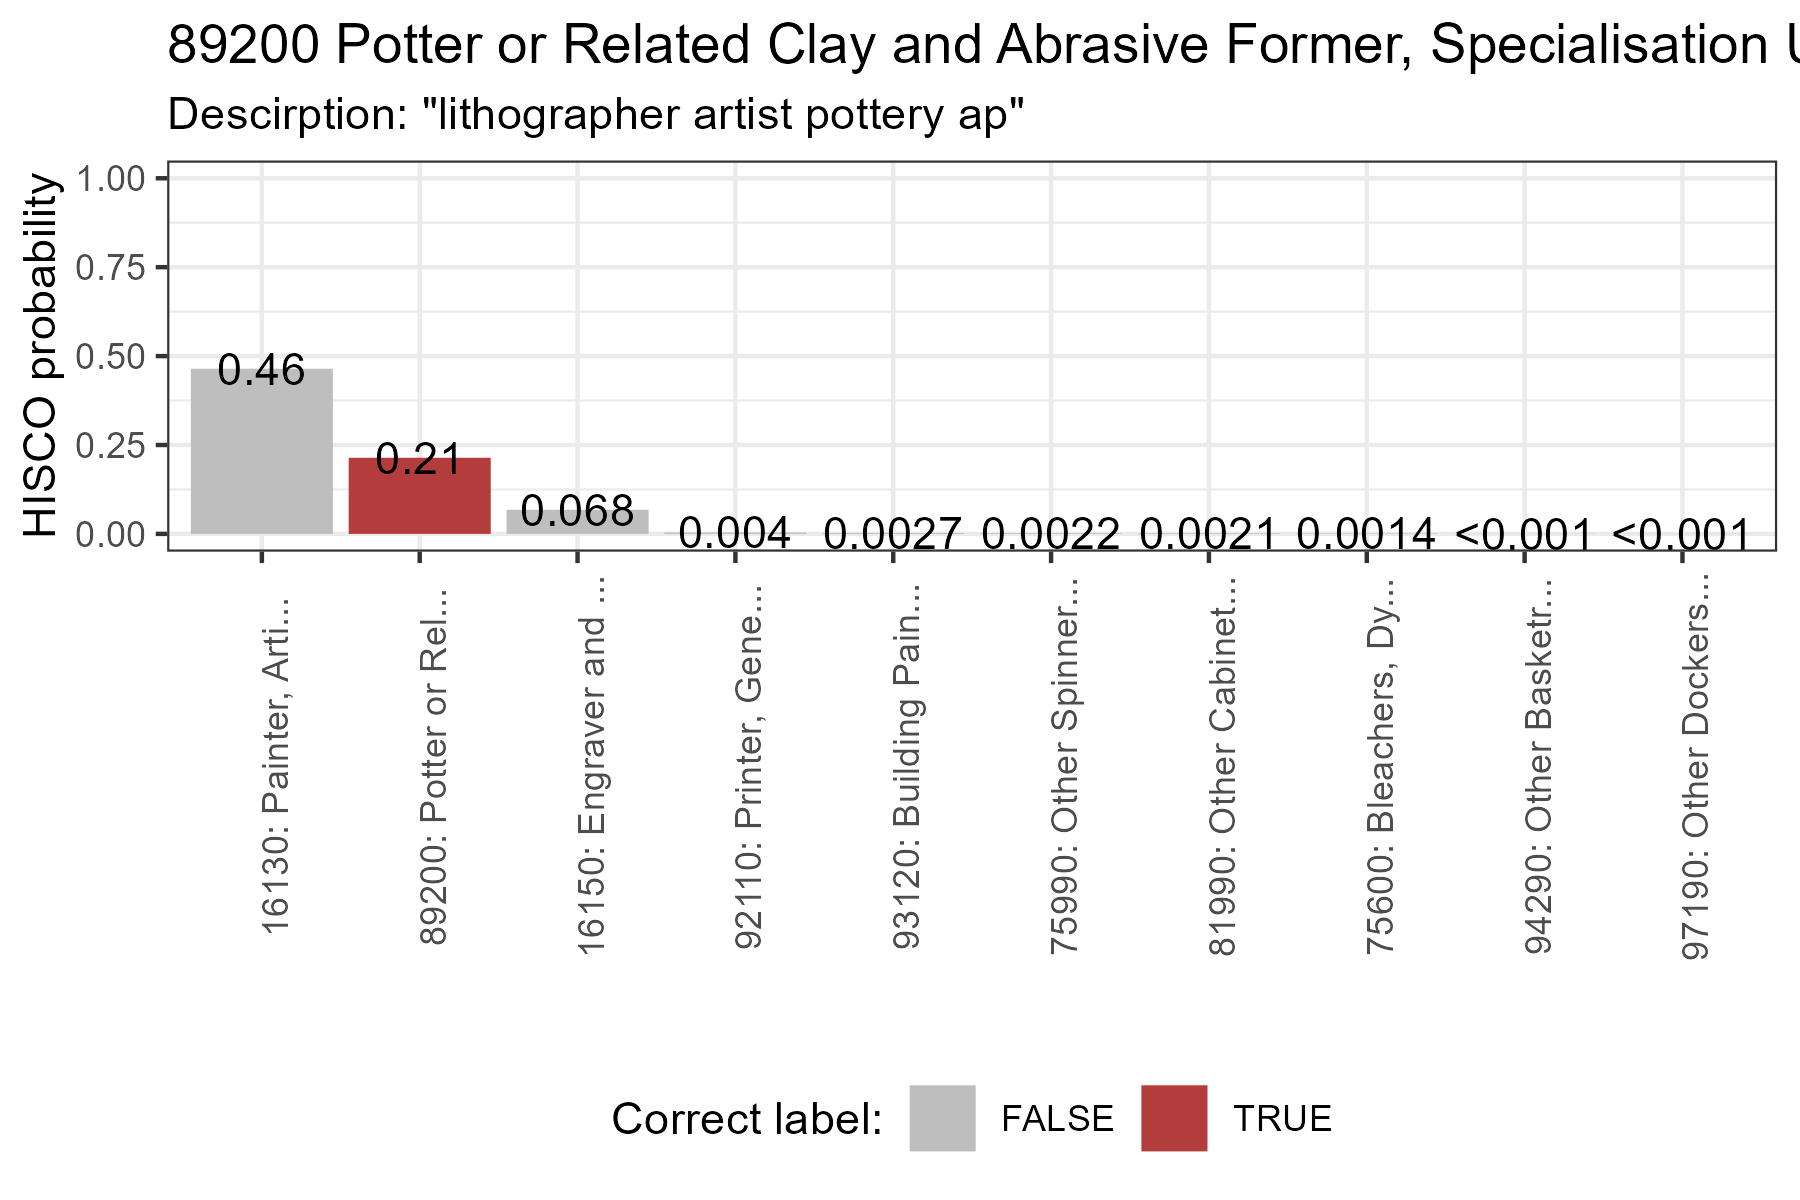 89200 Potter or Related Clay and Abrasive Former, Specialisation U
Descirption: "lithographer artist pottery ap"
HISCO probability
1.00
0.75
0.50
0.25
0.00
0.46
0.21
0.068
0.004
0.0027
0.0022
0.0021
0.0014
<0.001
<0.001
16130: Painter, Arti...
89200: Potter or Rel...
16150: Engraver and ...
92110: Printer, Gene...
93120: Building Pain...
75990: Other Spinner...
81990: Other Cabinet...
75600: Bleachers, Dy...
94290: Other Basketr...
97190: Other Dockers...
Correct label: FALSE TRUE